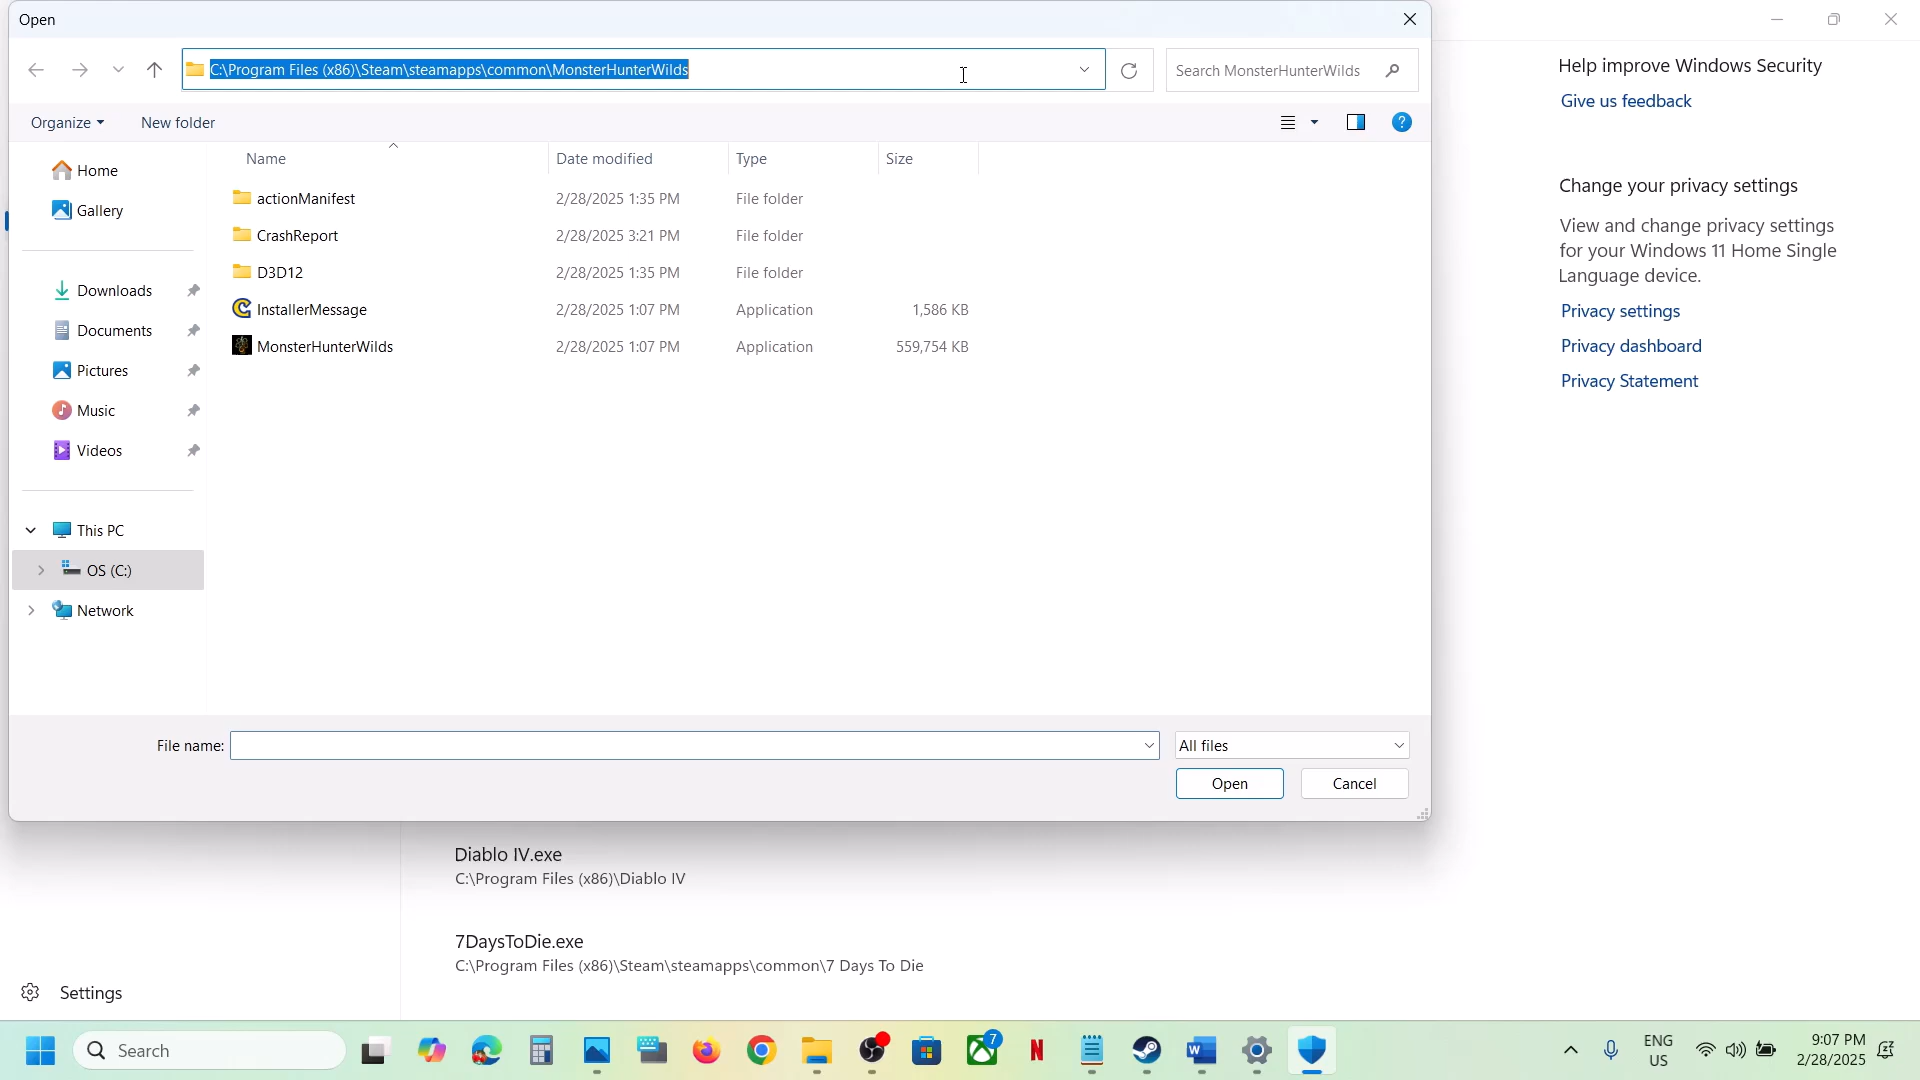 Open
C:\Program Files (x86)\Steam\steamapps\common\MonsterHunterWilds
Search MonsterHunterWilds
Organize
New folder
?
Home
Gallery
Downloads
Documents
Pictures
Music
Videos
This PC
OS (C:)
Network
Name Date modified Type Size
actionManifest 2/28/2025 1:35 PM File folder
CrashReport 2/28/2025 3:21 PM File folder
D3D12 2/28/2025 1:35 PM File folder
InstallerMessage 2/28/2025 1:07 PM Application 1,586 KB
MonsterHunterWilds 2/28/2025 1:07 PM Application 559,754 KB
File name:
All files
Open
Cancel
Help improve Windows Security
Give us feedback
Change your privacy settings
View and change privacy settings
for your Windows 11 Home Single
Language device.
Privacy settings
Privacy dashboard
Privacy Statement
Diablo IV.exe
C:\Program Files (x86)\Diablo IV
7DaysToDie.exe
C:\Program Files (x86)\Steam\steamapps\common\7 Days To Die
Settings
Search
7
N
W
ENG
US
9:07 PM
2/28/2025